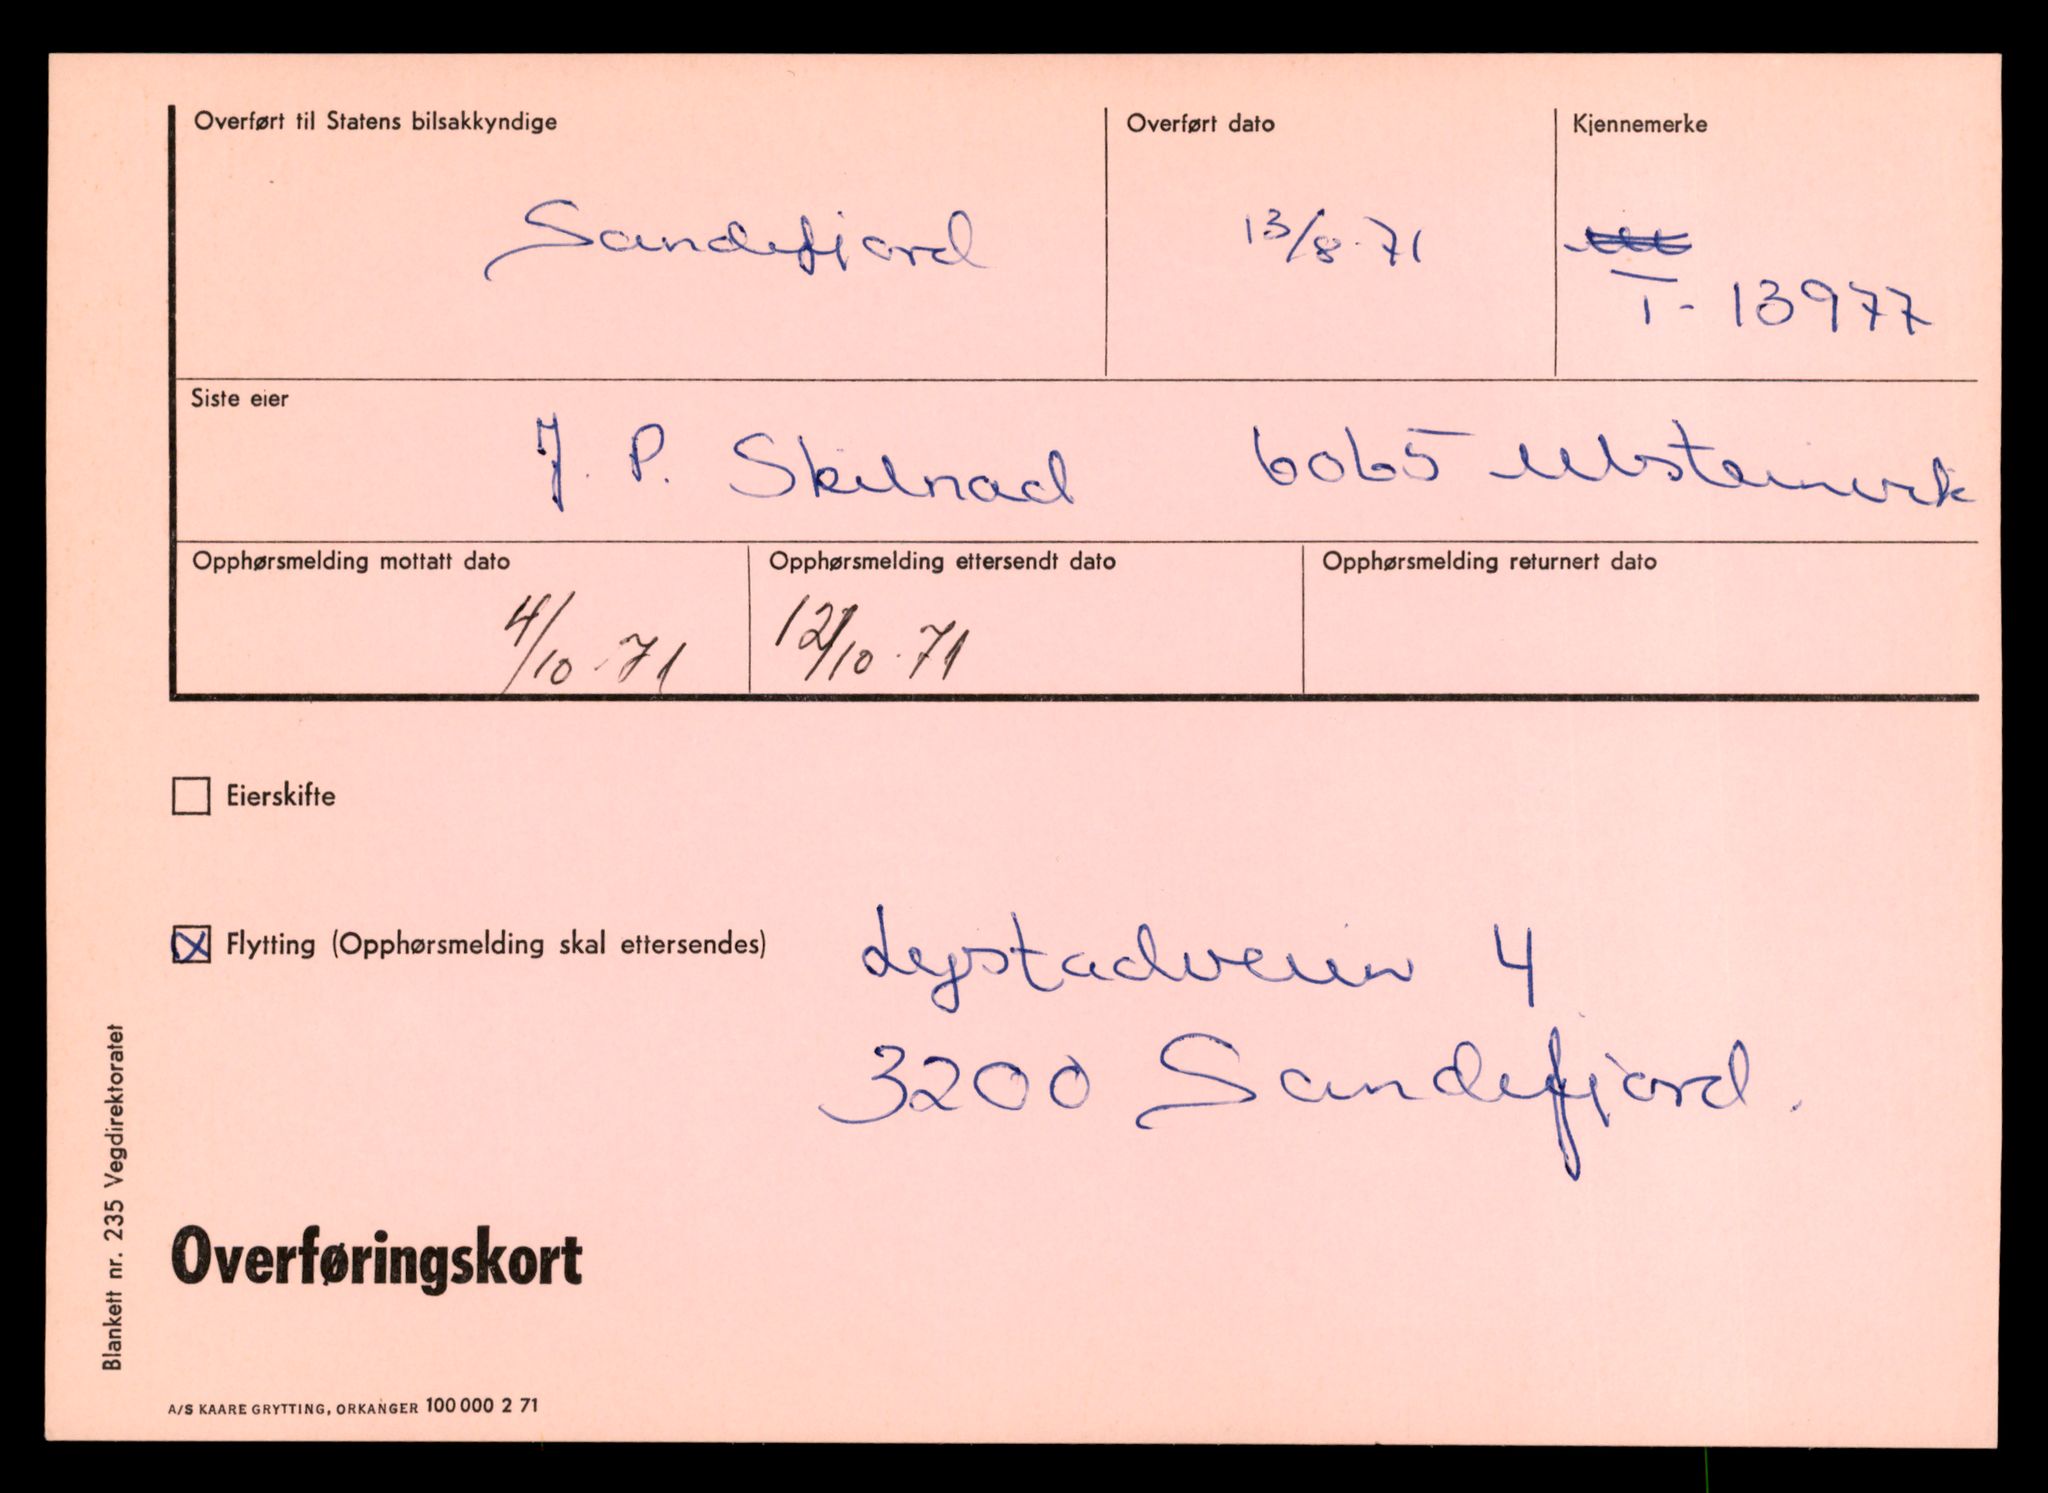 Overført til Statens bilsakkyndige
Overført dato
Kjennemerke
Sandefjord
13/8-71
T-13977
Siste eier
J. P. Skilnad 6065 Ulsteinvik
Opphørsmelding mottatt dato
Opphørsmelding ettersendt dato
Opphørsmelding returnert dato
4/10-71
12/10-71
Eierskifte
Flytting (Opphørsmelding skal ettersendes)
Lystadveien 4
3200 Sandefjord.
Overføringskort
Blankett nr. 235 Vegdirektoratet
A/S KAARE GRYTTING, ORKANGER 100 000 2 71